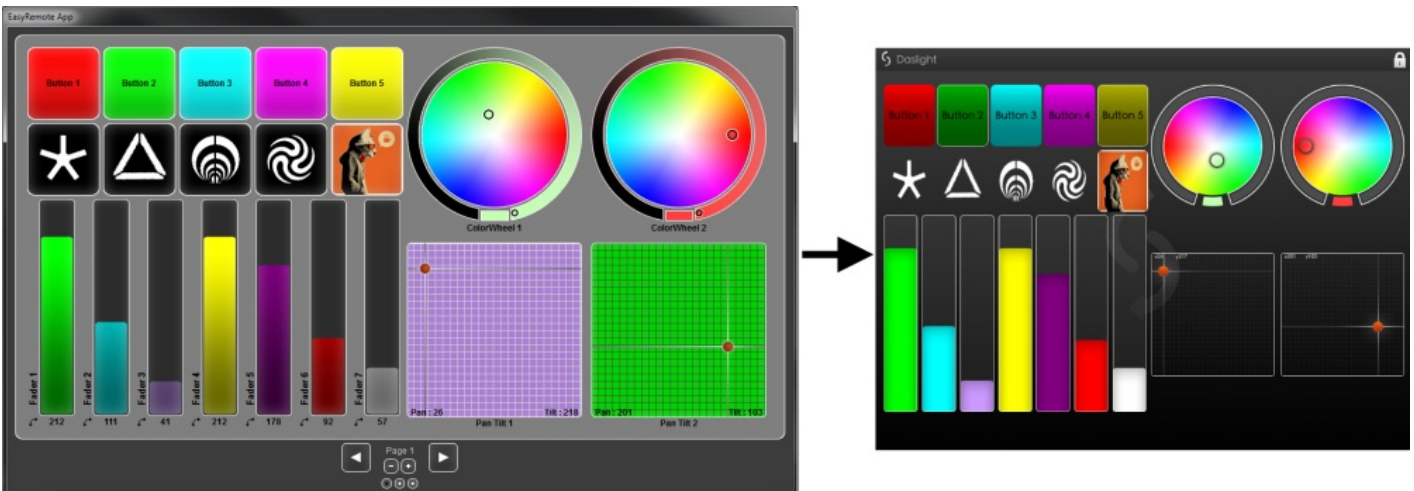 EasyRemote App
Button 1
Button 2
Button 3
Button 4
Button 5
ColorWheel 1
ColorWheel 2
Fader 1
Fader 2
Fader 3
Fader 4
Fader 5
Fader 6
Fader 7
212
111
41
212
178
92
57
Pan : 26
Tilt : 218
Pan : 201
Tilt : 103
Pan Tilt 1
Pan Tilt 2
Page 1
Daslight
Button 1
Button 2
Button 3
Button 4
Button 5